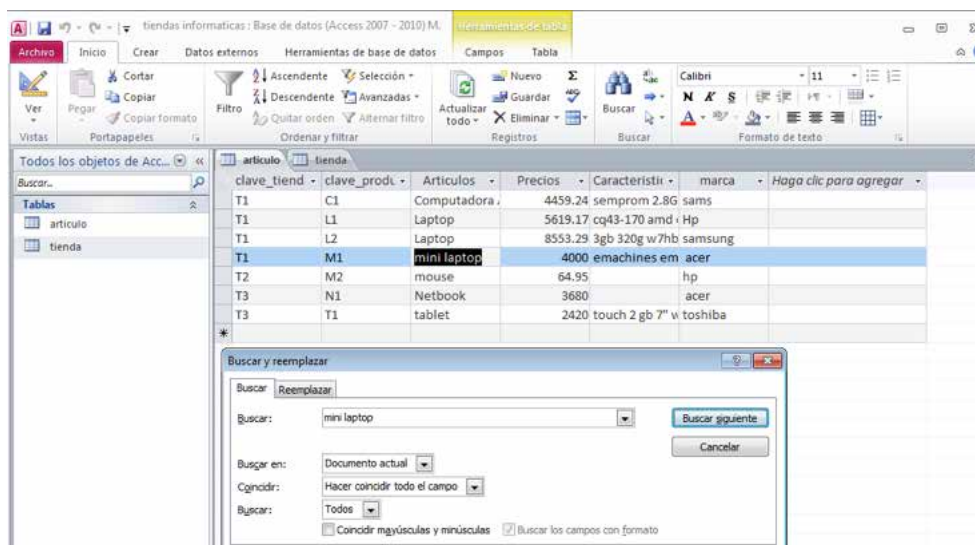 tiendas informaticas : Base de datos (Access 2007 - 2010) M. Herramientas de tabla
Archivo Inicio Crear Datos externos Herramientas de base de datos Campos Tabla
Ver
Vistas
Pegar
Cortar
Copiar
Copiar formato
Portapapeles
Filtro
Ascendente
Descendente
Quitar orden
Selección
Avanzadas
Alternar filtro
Ordenar y filtrar
Actualizar todo
Nuevo
Guardar
Eliminar
Registros
Buscar
Buscar
Calibri 11
N K S
Formato de texto
Todos los objetos de Acc...
Buscar...
Tablas
articulo
tienda
articulo tienda
clave_tiend clave_produ Articulos Precios Característic marca Haga clic para agregar
T1 C1 Computadora 4459.24 semprom 2.8G sams
T1 L1 Laptop 5619.17 cq43-170 amd Hp
T1 L2 Laptop 8553.29 3gb 320g w7hb samsung
T1 M1 mini laptop 4000 emachines em acer
T2 M2 mouse 64.95 hp
T3 N1 Netbook 3680 acer
T3 T1 tablet 2420 touch 2 gb 7" w toshiba
Buscar y reemplazar
Buscar Reemplazar
Buscar: mini laptop Buscar siguiente
Cancelar
Buscar en: Documento actual
Coincidir: Hacer coincidir todo el campo
Buscar: Todos
Coincidir mayúsculas y minúsculas Buscar los campos con formato